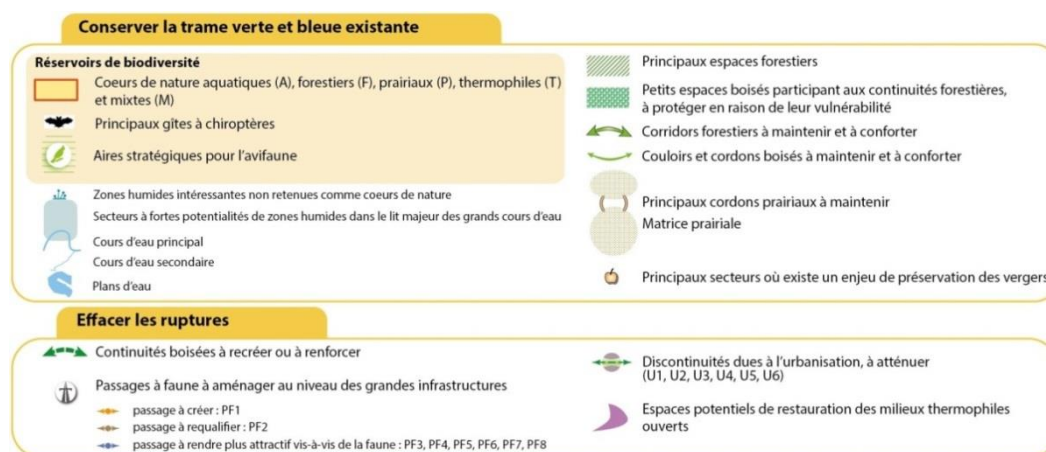 Conserver la trame verte et bleue existante
Réservoirs de biodiversité
Coeurs de nature aquatiques (A), forestiers (F), prairiaux (P), thermophiles (T)
et mixtes (M)
Principaux gîtes à chiroptères
Aires stratégiques pour l'avifaune
Zones humides intéressantes non retenues comme coeurs de nature
Secteurs à fortes potentialités de zones humides dans le lit majeur des grands cours d'eau
Cours d'eau principal
Cours d'eau secondaire
Plans d'eau
Principaux espaces forestiers
Petits espaces boisés participant aux continuités forestières,
à protéger en raison de leur vulnérabilité
Corridors forestiers à maintenir et à conforter
Couloirs et cordons boisés à maintenir et à conforter
Principaux cordons prairiaux à maintenir
Matrice prairiale
Principaux secteurs où existe un enjeu de préservation des vergers
Effacer les ruptures
Continuités boisées à recréer ou à renforcer
Passages à faune à aménager au niveau des grandes infrastructures
passage à créer : PF1
passage à requalifier : PF2
passage à rendre plus attractif vis-à-vis de la faune : PF3, PF4, PF5, PF6, PF7, PF8
Discontinuités dues à l'urbanisation, à atténuer
(U1, U2, U3, U4, U5, U6)
Espaces potentiels de restauration des milieux thermophiles
ouverts